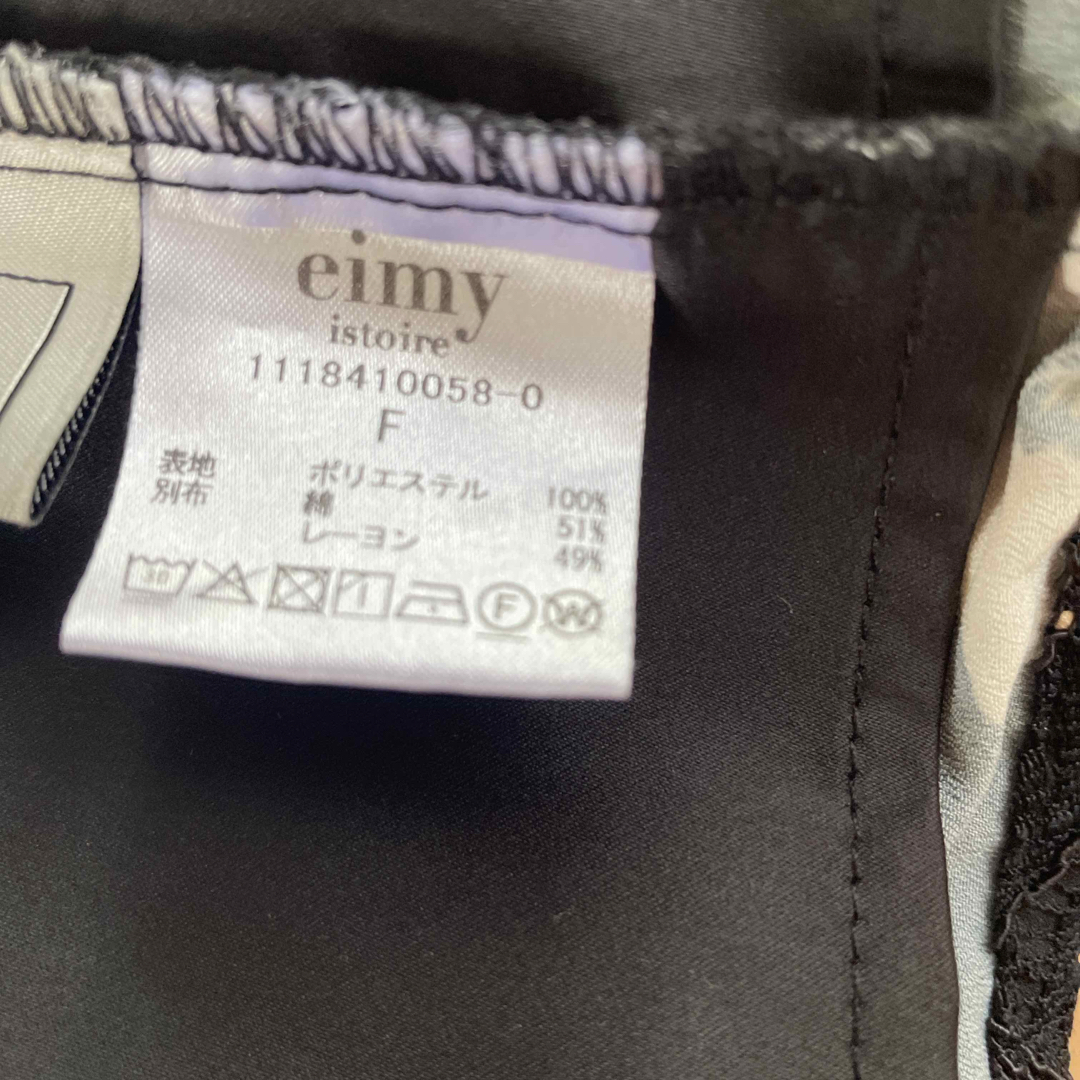 eimy
istoire
1118410058-0
F
表地 ポリエステル 100%
別布 綿 51%
レーヨン 49%
30 F W